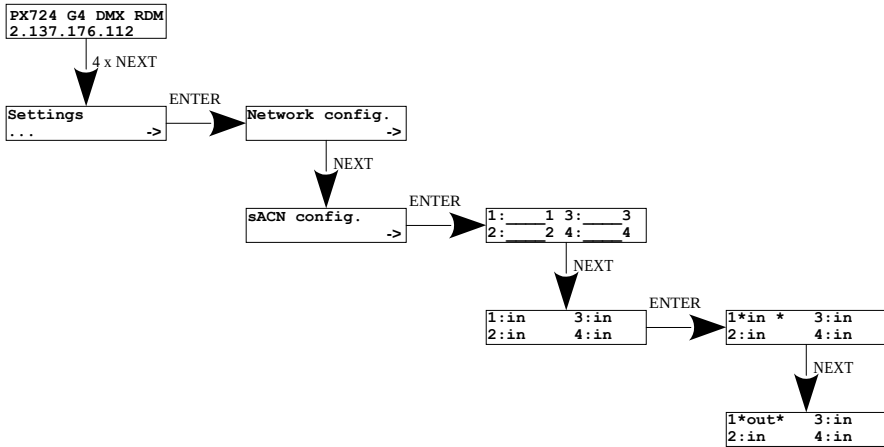 PX724 G4 DMX RDM
2.137.176.112
4 x NEXT
Settings
... ->
ENTER
Network config.
->
NEXT
sACN config.
->
ENTER
1:____1 3:____3
2:____2 4:____4
NEXT
1:in 3:in
2:in 4:in
ENTER
1*in * 3:in
2:in 4:in
NEXT
1*out* 3:in
2:in 4:in